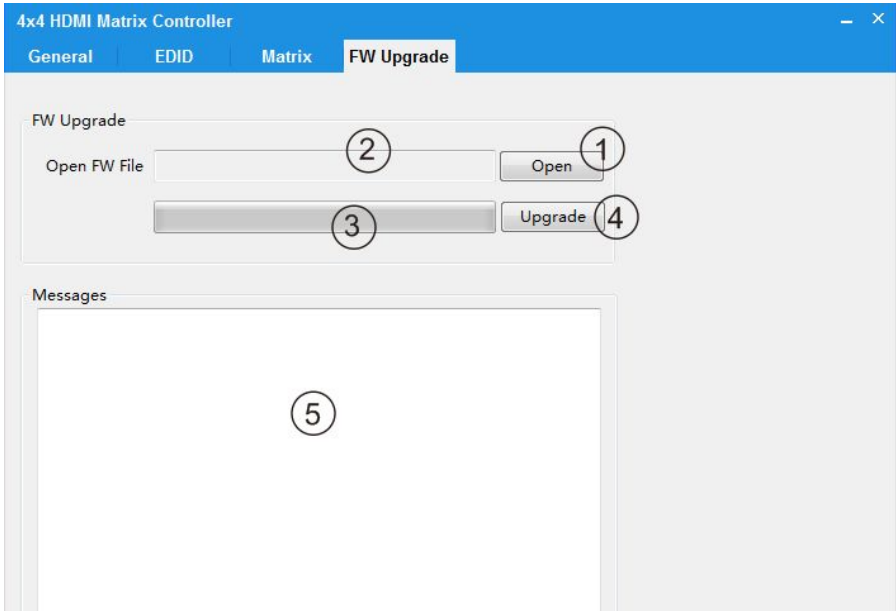 4x4 HDMI Matrix Controller
General EDID Matrix FW Upgrade
FW Upgrade
2
1
Open FW File Open
3
Upgrade 4
Messages
5